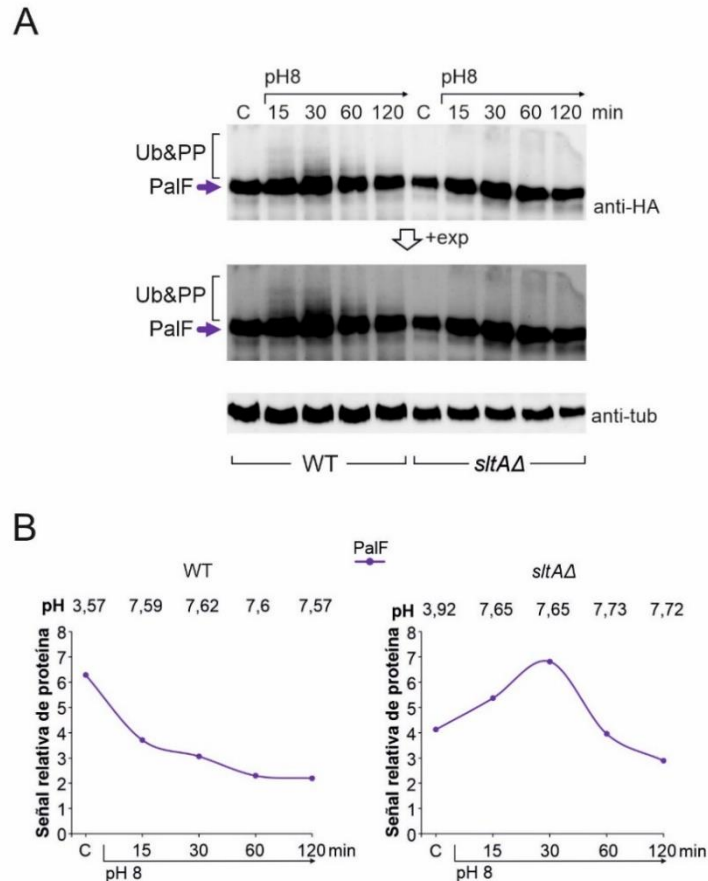 A
pH8 pH8
C 15 30 60 120 C 15 30 60 120 min
Ub&PP
PalF
anti-HA
+exp
Ub&PP
PalF
anti-tub
WT sltAΔ
B
PalF
WT sltAΔ
pH 3,57 7,59 7,62 7,6 7,57
pH 3,92 7,65 7,65 7,73 7,72
Señal relativa de proteína
8
7
6
5
4
3
2
1
0
C 15 30 60 120 min
pH 8
Señal relativa de proteína
8
7
6
5
4
3
2
1
0
C 15 30 60 120 min
pH 8